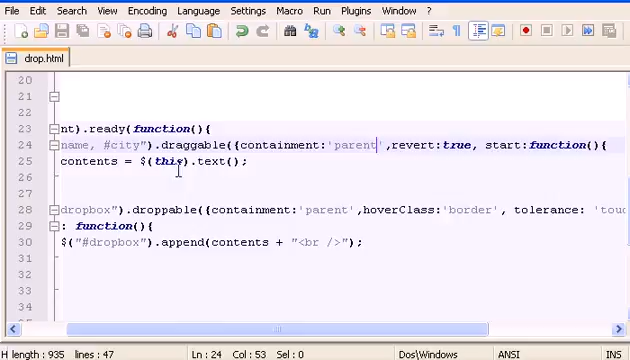 File Edit Search View Encoding Language Settings Macro Run Plugins Window ?
drop.html
20
21
22
23 nt).ready(function(){
24 name, #city").draggable({containment:'parent',revert:true, start:function(){
25 contents = $(this).text();
26
27
28 dropbox").droppable({containment:'parent',hoverClass:'border', tolerance: 'touc
29 : function(){
30 $("#dropbox").append(contents + "<br />");
31
32
33
34
length : 935 lines : 47 Ln : 24 Col : 53 Sel : 0 Dos\Windows ANSI INS